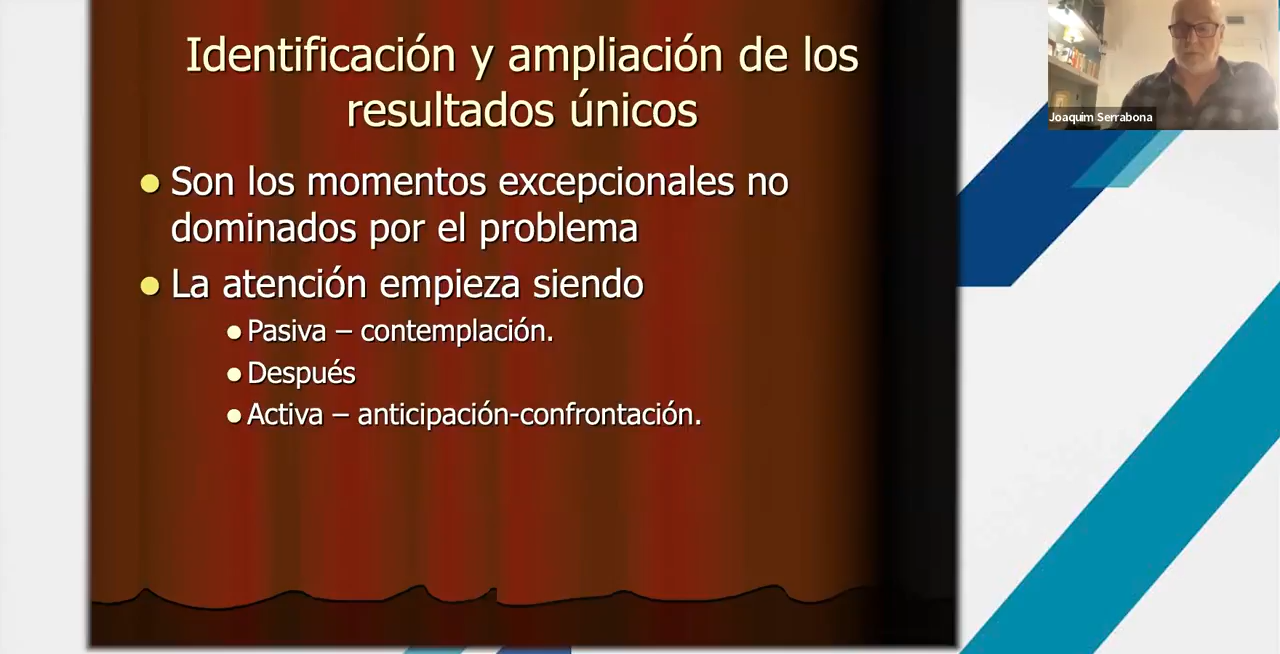 Identificación y ampliación de los
resultados únicos
Son los momentos excepcionales no
dominados por el problema
La atención empieza siendo
Pasiva – contemplación.
Después
Activa – anticipación-confrontación.
Joaquim Serrabona